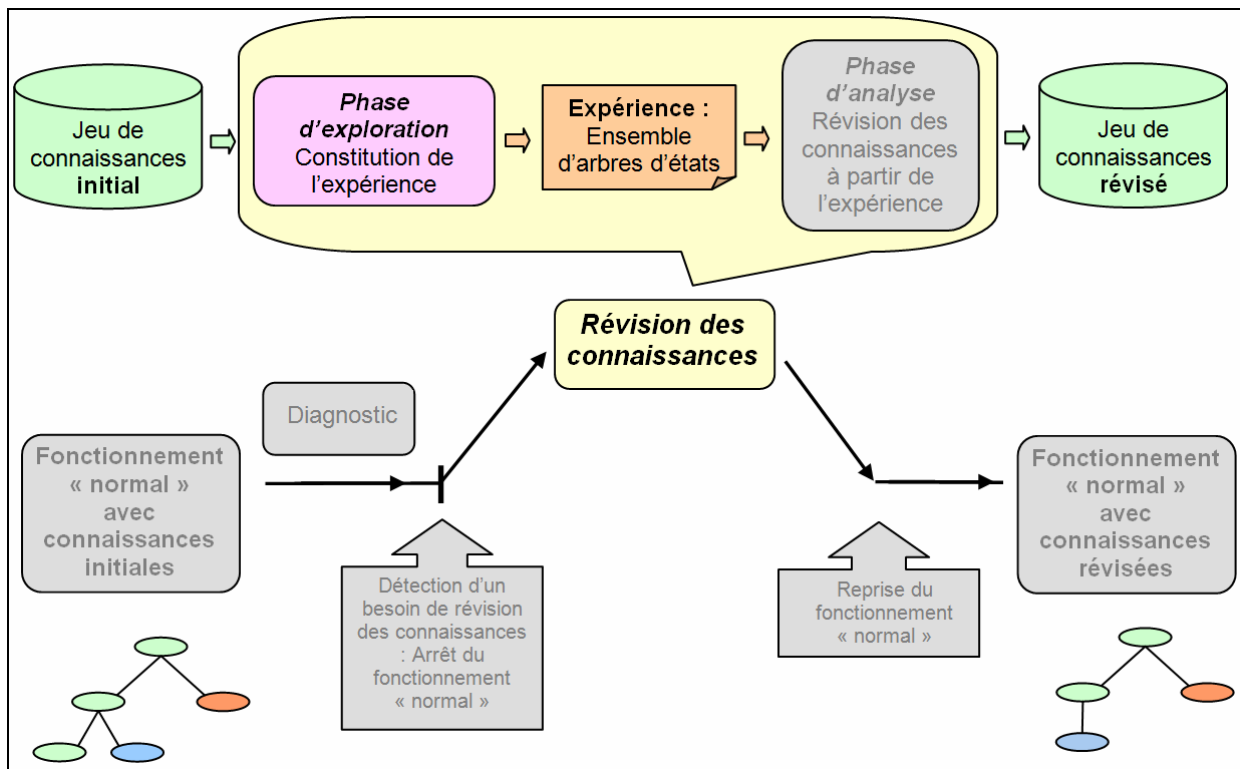 Jeu de
connaissances
initial
Phase
d'exploration
Constitution de
l'expérience
Expérience :
Ensemble
d'arbres d'états
Phase
d'analyse
Révision des
connaissances
à partir de
l'expérience
Jeu de
connaissances
révisé
Révision des
connaissances
Diagnostic
Fonctionnement
« normal »
avec
connaissances
initiales
Détection d'un
besoin de révision
des connaissances
: Arrêt du
fonctionnement
« normal »
Reprise du
fonctionnement
« normal »
Fonctionnement
« normal »
avec
connaissances
révisées